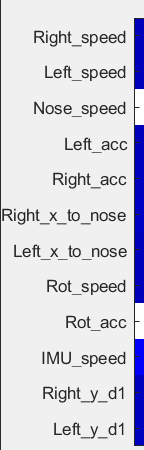 Right_speed
Left_speed
Nose_speed
Left_acc
Right_acc
Right_x_to_nose
Left_x_to_nose
Rot_speed
Rot_acc
IMU_speed
Right_y_d1
Left_y_d1